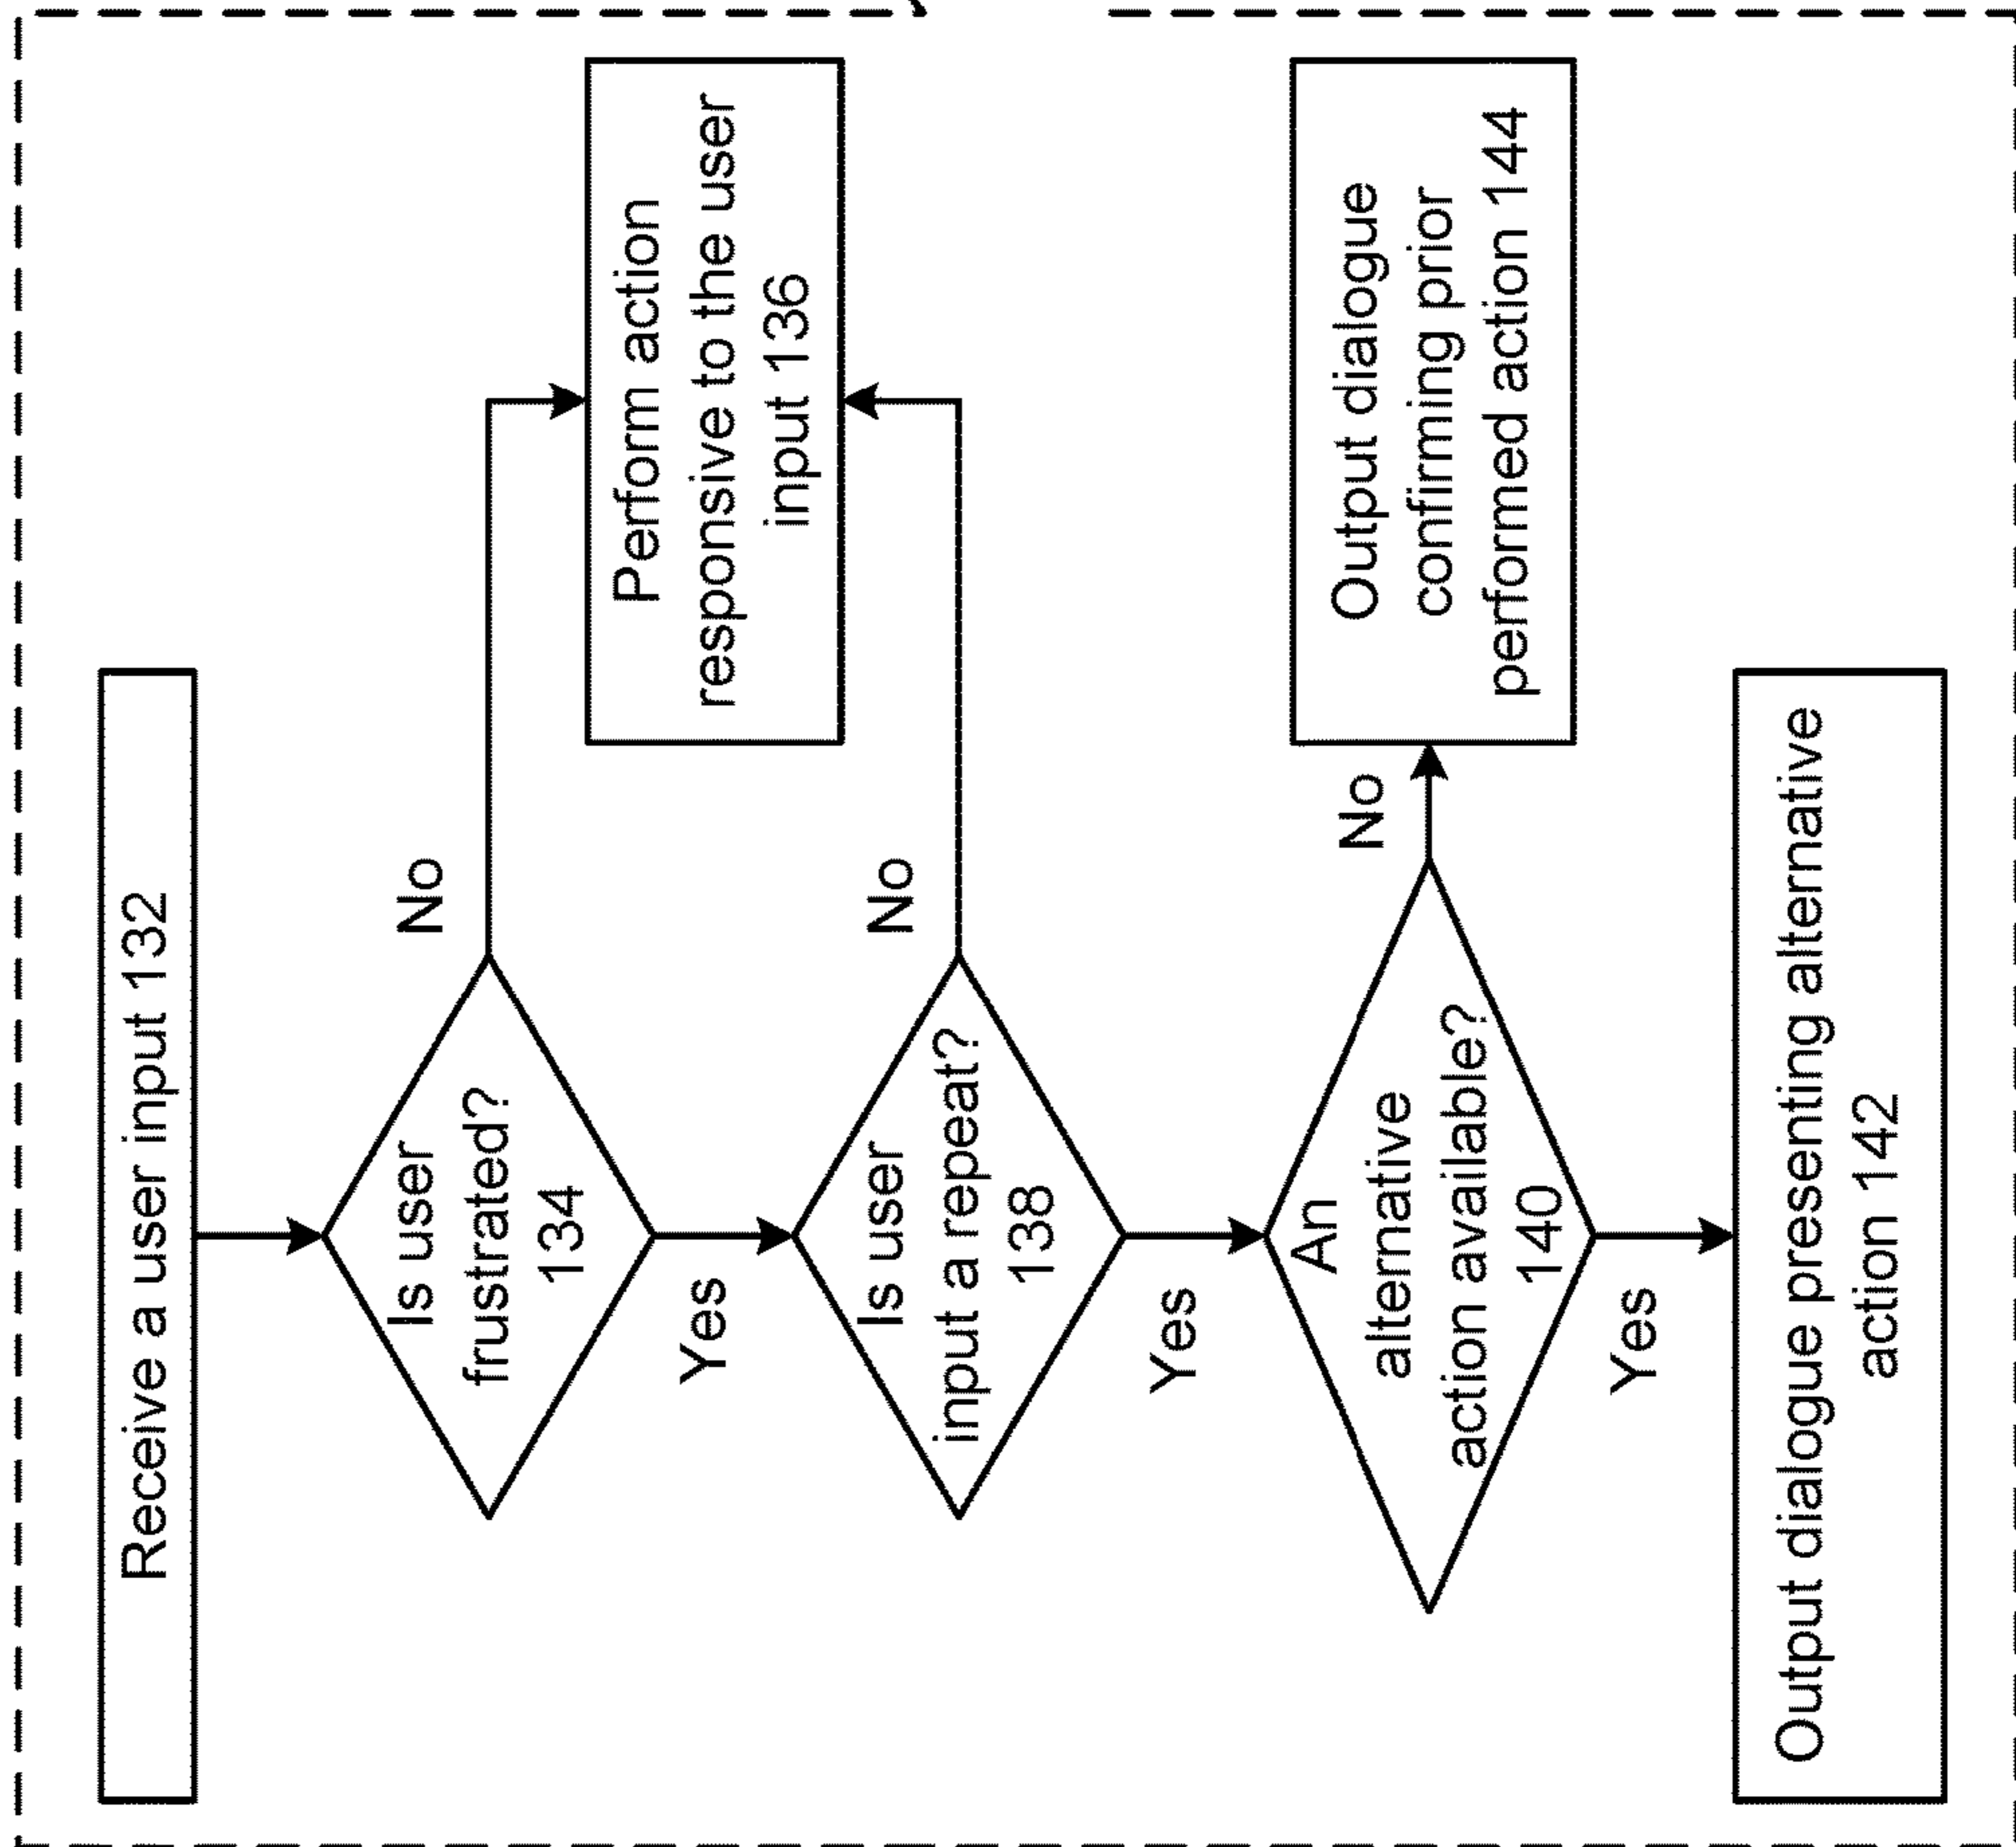 Receive a user input 132
Is user
frustrated?
134
No
Perform action
responsive to the user
input 136
Yes
Is user
input a repeat?
138
No
Yes
An
alternative
action available?
140
No
Output dialogue
confirming prior
performed action 144
Yes
Output dialogue presenting alternative
action 142